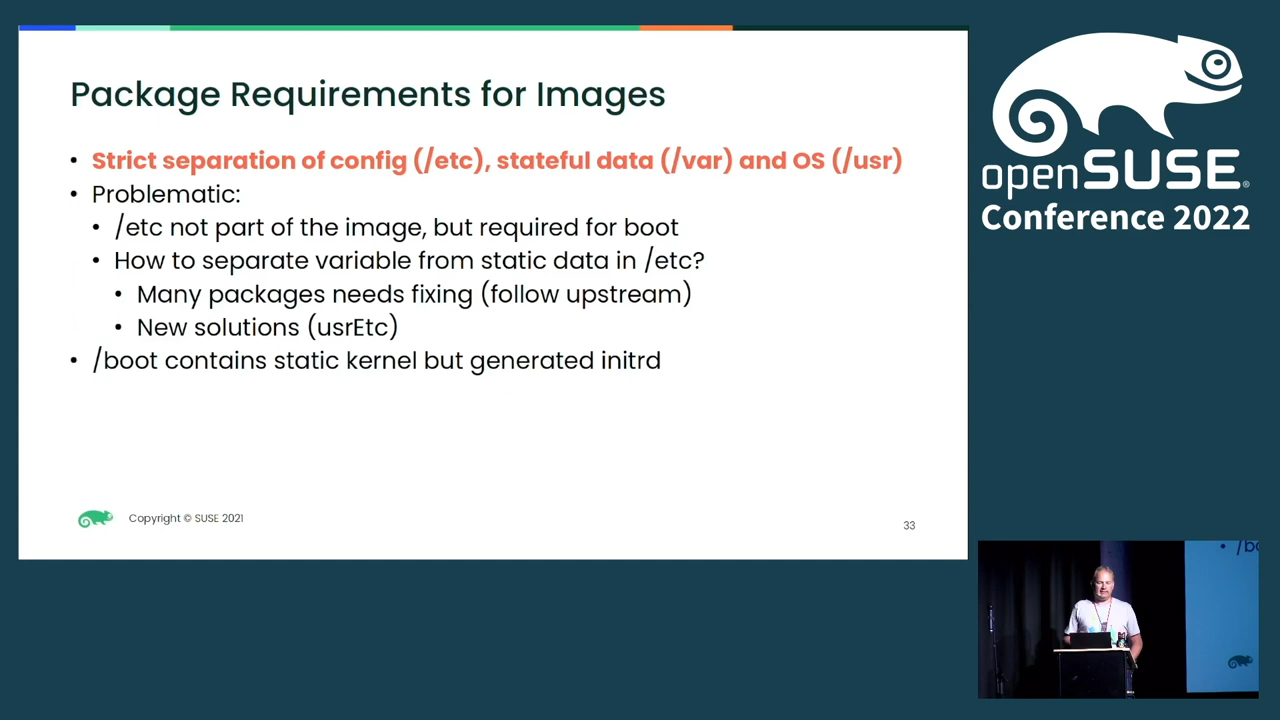 Package Requirements for Images
• Strict separation of config (/etc), stateful data (/var) and OS (/usr)
• Problematic:
• /etc not part of the image, but required for boot
• How to separate variable from static data in /etc?
• Many packages needs fixing (follow upstream)
• New solutions (usrEtc)
• /boot contains static kernel but generated initrd
Copyright © SUSE 2021
33
openSUSE®
Conference 2022
• /bo